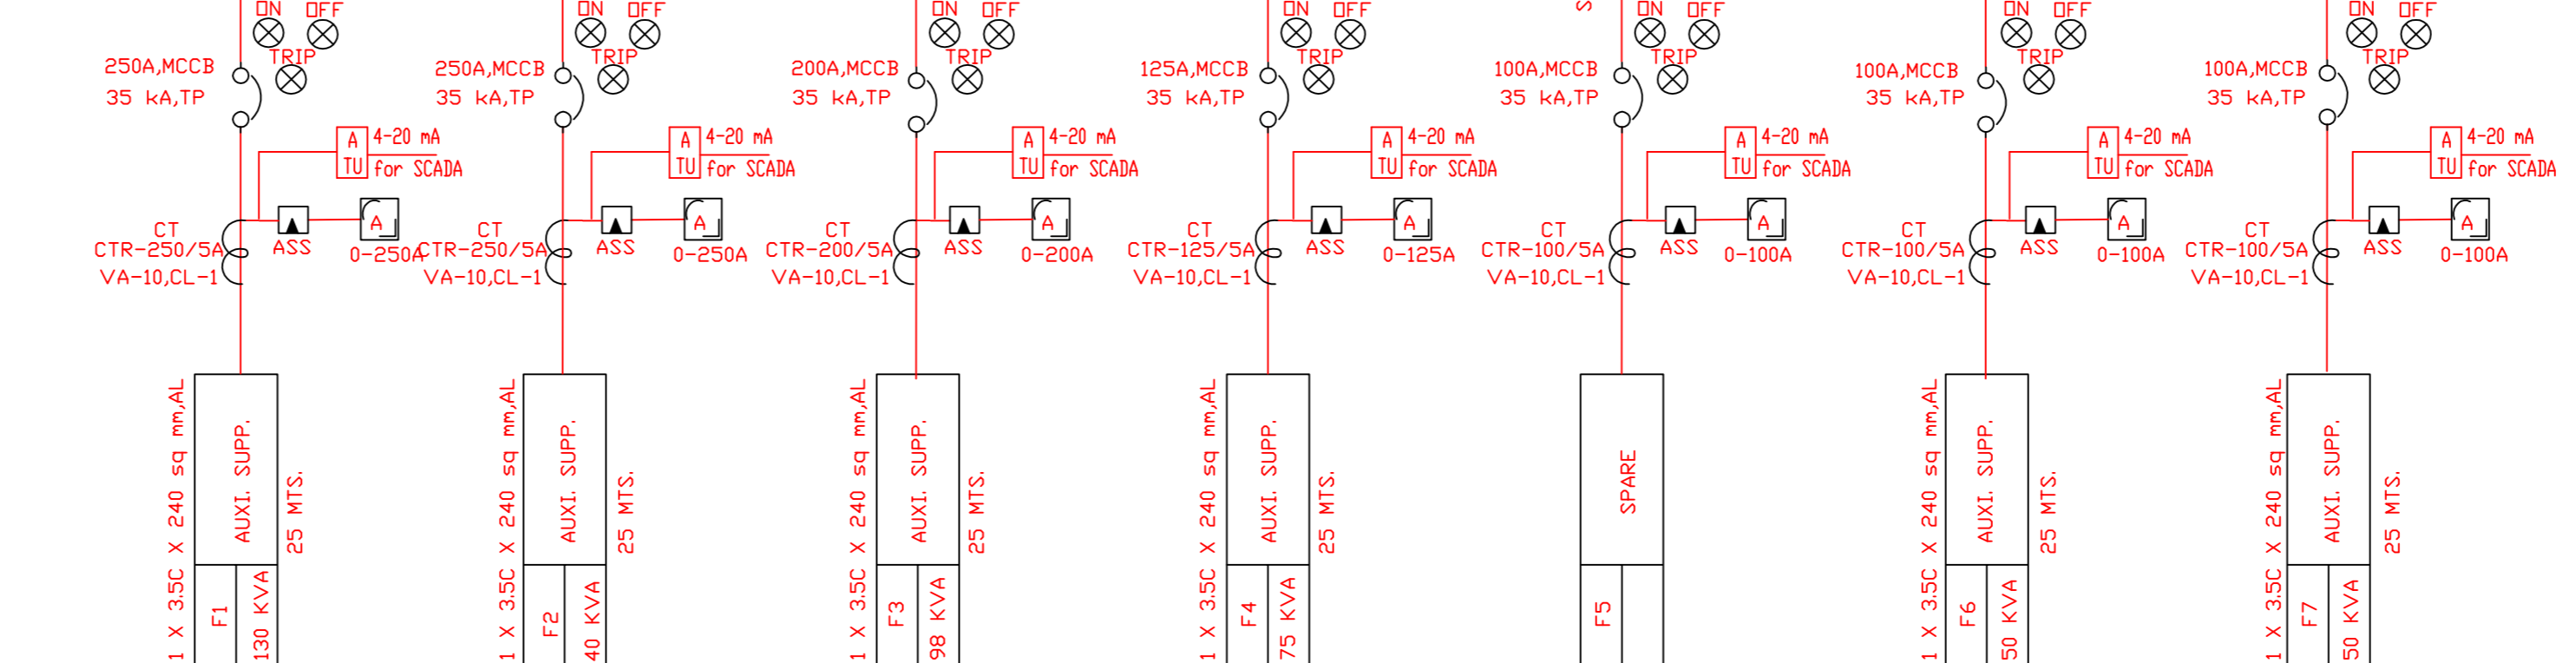 ON OFF
TRIP
250A,MCCB
35 kA,TP
A
TU
4-20 mA
for SCADA
CT
CTR-250/5A
VA-10,CL-1
ASS
A
0-250A
1 X 3.5C X 240 sq mm,AL
AUXI. SUPP.
25 MTS.
F1
130 KVA
ON OFF
TRIP
250A,MCCB
35 kA,TP
A
TU
4-20 mA
for SCADA
CT
CTR-250/5A
VA-10,CL-1
ASS
A
0-250A
1 X 3.5C X 240 sq mm,AL
AUXI. SUPP.
25 MTS.
F2
40 KVA
ON OFF
TRIP
200A,MCCB
35 kA,TP
A
TU
4-20 mA
for SCADA
CT
CTR-200/5A
VA-10,CL-1
ASS
A
0-200A
1 X 3.5C X 240 sq mm,AL
AUXI. SUPP.
25 MTS.
F3
98 KVA
ON OFF
TRIP
125A,MCCB
35 kA,TP
A
TU
4-20 mA
for SCADA
CT
CTR-125/5A
VA-10,CL-1
ASS
A
0-125A
1 X 3.5C X 240 sq mm,AL
AUXI. SUPP.
25 MTS.
F4
75 KVA
ON OFF
TRIP
100A,MCCB
35 kA,TP
A
TU
4-20 mA
for SCADA
CT
CTR-100/5A
VA-10,CL-1
ASS
A
0-100A
SPARE
F5
ON OFF
TRIP
100A,MCCB
35 kA,TP
A
TU
4-20 mA
for SCADA
CT
CTR-100/5A
VA-10,CL-1
ASS
A
0-100A
1 X 3.5C X 240 sq mm,AL
AUXI. SUPP.
25 MTS.
F6
50 KVA
ON OFF
TRIP
100A,MCCB
35 kA,TP
A
TU
4-20 mA
for SCADA
CT
CTR-100/5A
VA-10,CL-1
ASS
A
0-100A
1 X 3.5C X 240 sq mm,AL
AUXI. SUPP.
25 MTS.
F7
50 KVA